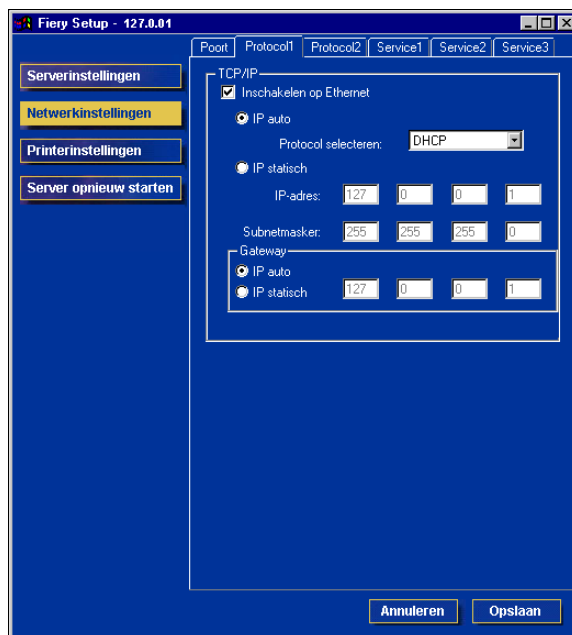 Fiery Setup - 127.0.01
Poort Protocol1 Protocol2 Service1 Service2 Service3
Serverinstellingen
Netwerkinstellingen
Printerinstellingen
Server opnieuw starten
TCP/IP
Inschakelen op Ethernet
IP auto
Protocol selecteren: DHCP
IP statisch
IP-adres: 127 0 0 1
Subnetmasker: 255 255 255 0
Gateway
IP auto
IP statisch 127 0 0 1
Annuleren Opslaan